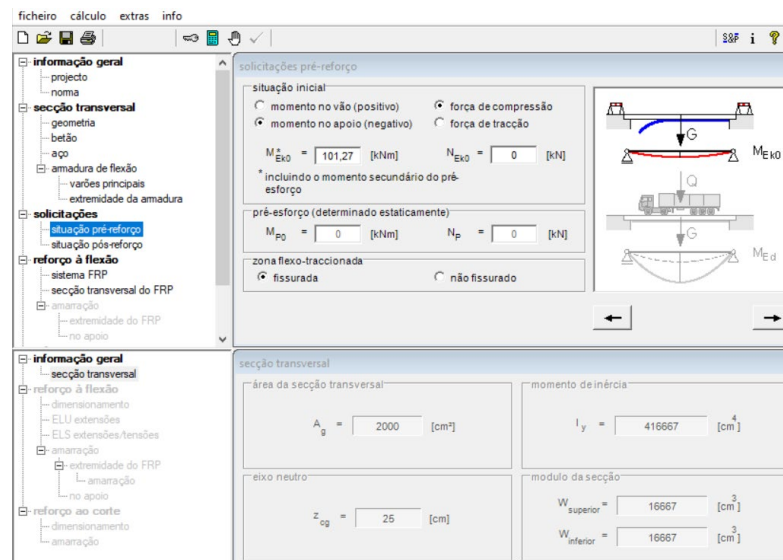 ficheiro cálculo extras info
S&P i ?
informação geral
projecto
norma
secção transversal
geometria
betão
aço
armadura de flexão
varões principais
extremidade da armadura
solicitações
situação pré-reforço
situação pós-reforço
reforço à flexão
sistema FRP
secção transversal do FRP
amarração
extremidade do FRP
no apoio
solicitações pré-reforço
situação inicial
momento no vão (positivo) força de compressão
momento no apoio (negativo) força de tracção
M*Ek0 = 101,27 [kNm] NEk0 = 0 [kN]
* incluindo o momento secundário do pré-
esforço
pré-esforço (determinado estaticamente)
MP0 = 0 [kNm] NP = 0 [kN]
zona flexo-traccionada
fissurada não fissurado
G
MEk0
Q
G
MEd
informação geral
secção transversal
reforço à flexão
dimensionamento
ELU extensões
ELS extensões/tensões
amarração
extremidade do FRP
amarração
no apoio
reforço ao corte
dimensionamento
amarração
secção transversal
área da secção transversal momento de inércia
Ag = 2000 [cm²] Iy = 416667 [cm4]
eixo neutro modulo da secção
zcg = 25 [cm]
Wsuperior = 16667 [cm3]
Winferior = 16667 [cm3]